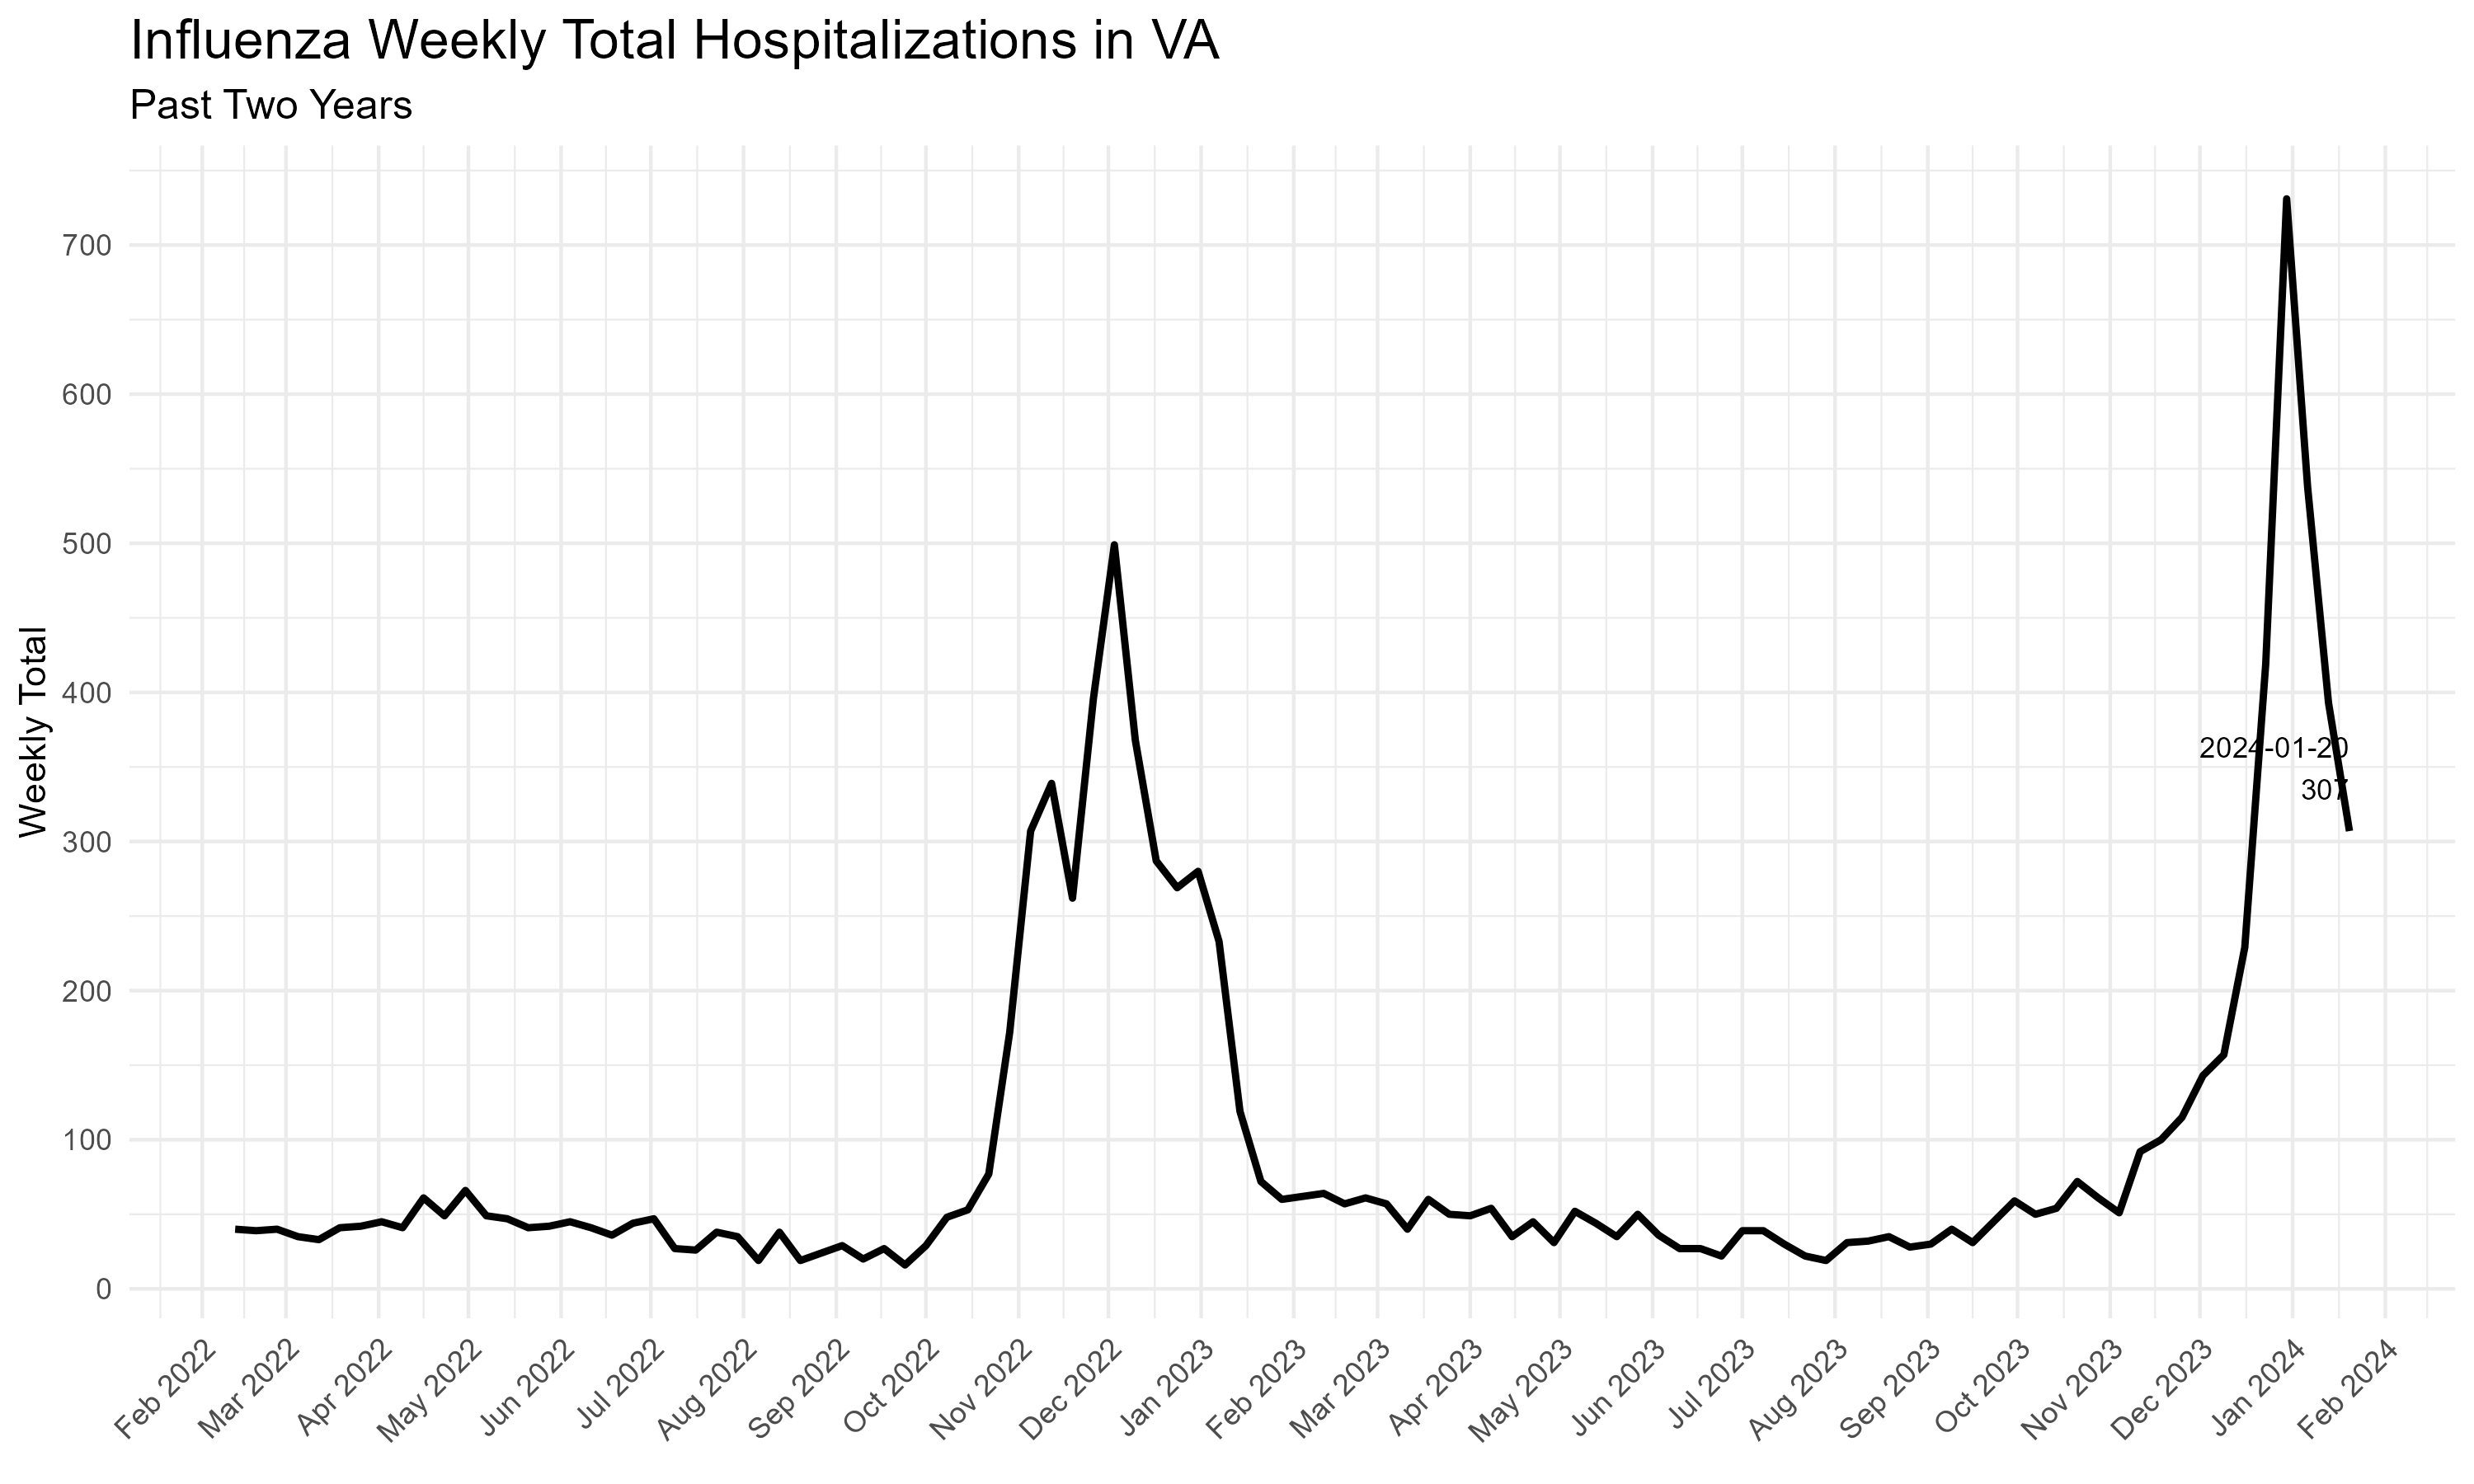 Influenza Weekly Total Hospitalizations in VA
Past Two Years
Weekly Total
700
600
500
400
300
200
100
0
2024-01-20
307
Feb 2022
Mar 2022
Apr 2022
May 2022
Jun 2022
Jul 2022
Aug 2022
Sep 2022
Oct 2022
Nov 2022
Dec 2022
Jan 2023
Feb 2023
Mar 2023
Apr 2023
May 2023
Jun 2023
Jul 2023
Aug 2023
Sep 2023
Oct 2023
Nov 2023
Dec 2023
Jan 2024
Feb 2024